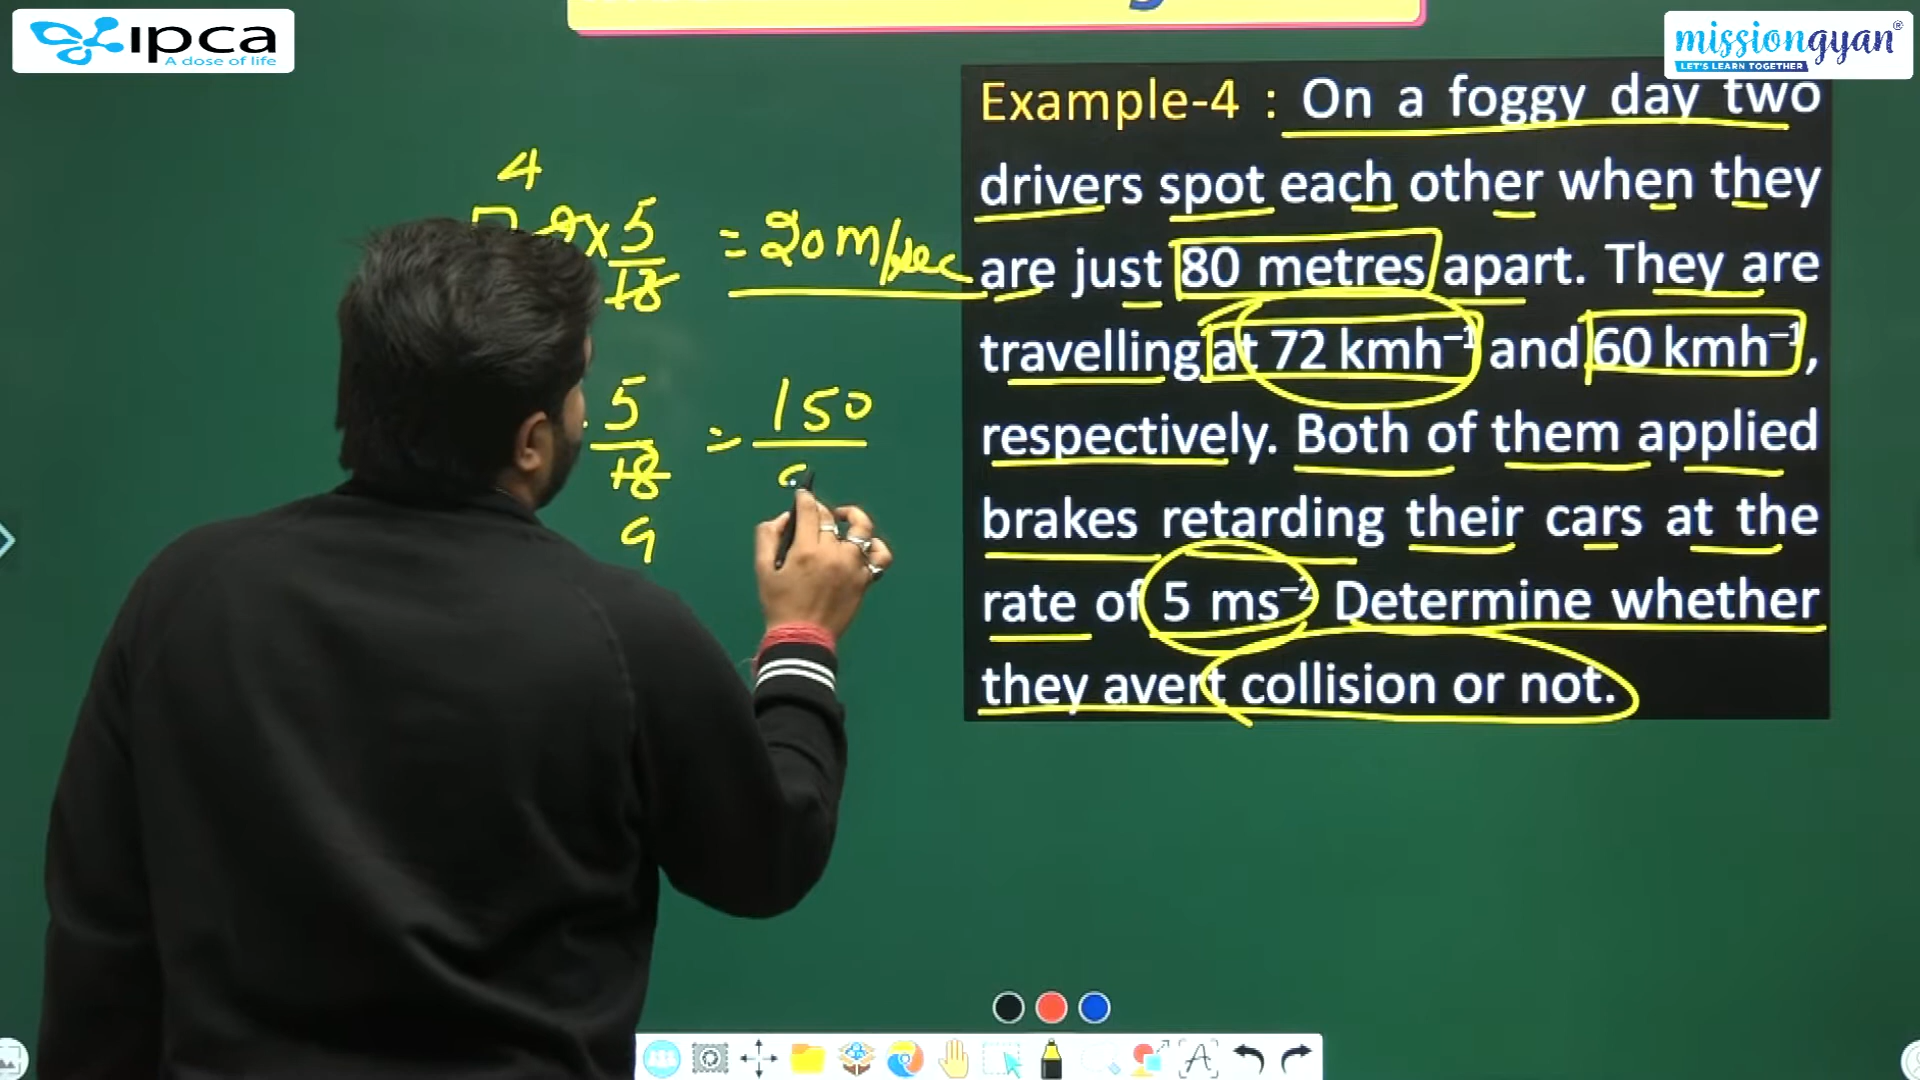 ipca
A dose of life
missiongyan®
LET'S LEARN TOGETHER
Example-4 : On a foggy day two
drivers spot each other when they
are just 80 metres apart. They are
travelling at 72 kmh⁻¹ and 60 kmh⁻¹,
respectively. Both of them applied
brakes retarding their cars at the
rate of 5 ms⁻² Determine whether
they avert collision or not.
4
× 5/18 = 20 m/sec
5/18 = 150
9